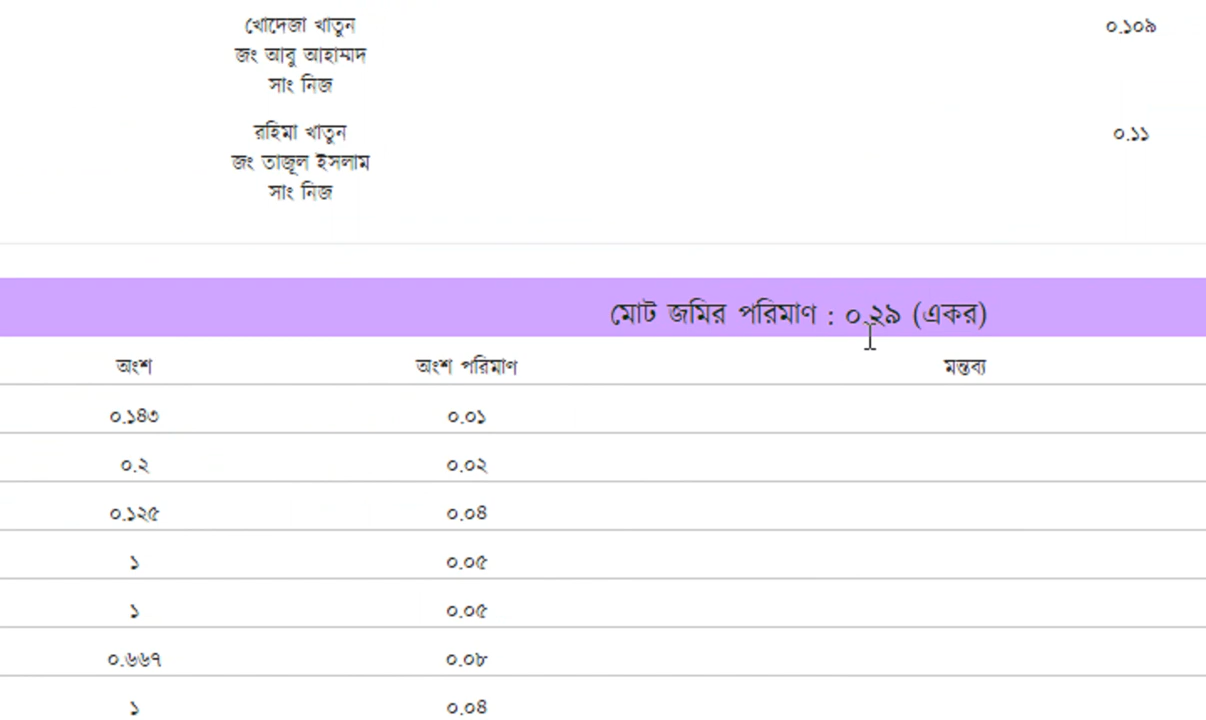 খোদেজা খাতুন ০.১০৯
জং আবু আহাম্মদ
সাং নিজ
রহিমা খাতুন ০.১১
জং তাজুল ইসলাম
সাং নিজ
মোট জমির পরিমাণ : ০.২৯ (একর)
অংশ অংশ পরিমাণ মন্তব্য
০.১৪৩ ০.০১
০.২ ০.০২
০.১২৫ ০.০৪
১ ০.০৫
১ ০.০৫
০.৬৬৭ ০.০৮
১ ০.০৪